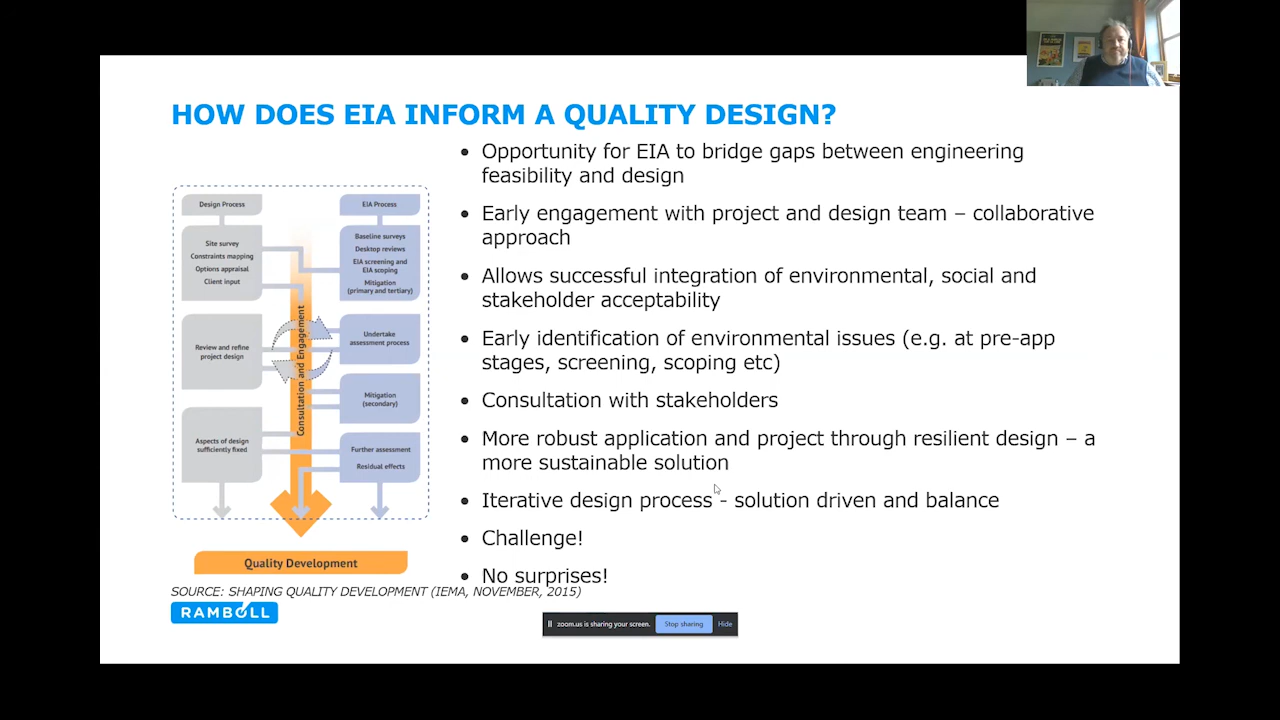 HOW DOES EIA INFORM A QUALITY DESIGN?
Design Process
Site survey
Constraints mapping
Options appraisal
Client input
Review and refine
project design
Aspects of design
sufficiently fixed
Consultation and Engagement
EIA Process
Baseline surveys
Desktop reviews
EIA screening and
EIA scoping
Mitigation
(primary and tertiary)
Undertake
assessment process
Mitigation
(secondary)
Further assessment
Residual effects
Quality Development
• Opportunity for EIA to bridge gaps between engineering
feasibility and design
• Early engagement with project and design team – collaborative
approach
• Allows successful integration of environmental, social and
stakeholder acceptability
• Early identification of environmental issues (e.g. at pre-app
stages, screening, scoping etc)
• Consultation with stakeholders
• More robust application and project through resilient design – a
more sustainable solution
• Iterative design process - solution driven and balance
• Challenge!
• No surprises!
SOURCE: SHAPING QUALITY DEVELOPMENT (IEMA, NOVEMBER, 2015)
RAMBOLL
zoom.us is sharing your screen.
Stop sharing
Hide